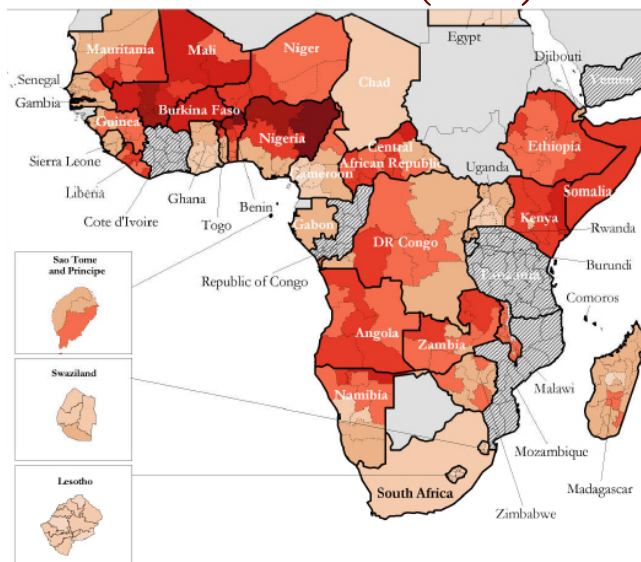 Egypt
Djibouti
Mauritania
Mali
Niger
Chad
Yemen
Senegal
Gambia
Burkina Faso
Guinea
Nigeria
Ethiopia
Central
African Republic
Sierra Leone
Cameroon
Uganda
Somalia
Liberia
Ghana
Benin
Kenya
Cote d'Ivoire
Togo
Gabon
Rwanda
DR Congo
Sao Tome
and Principe
Republic of Congo
Tanzania
Burundi
Comoros
Angola
Zambia
Swaziland
Malawi
Namibia
Mozambique
Lesotho
South Africa
Madagascar
Zimbabwe